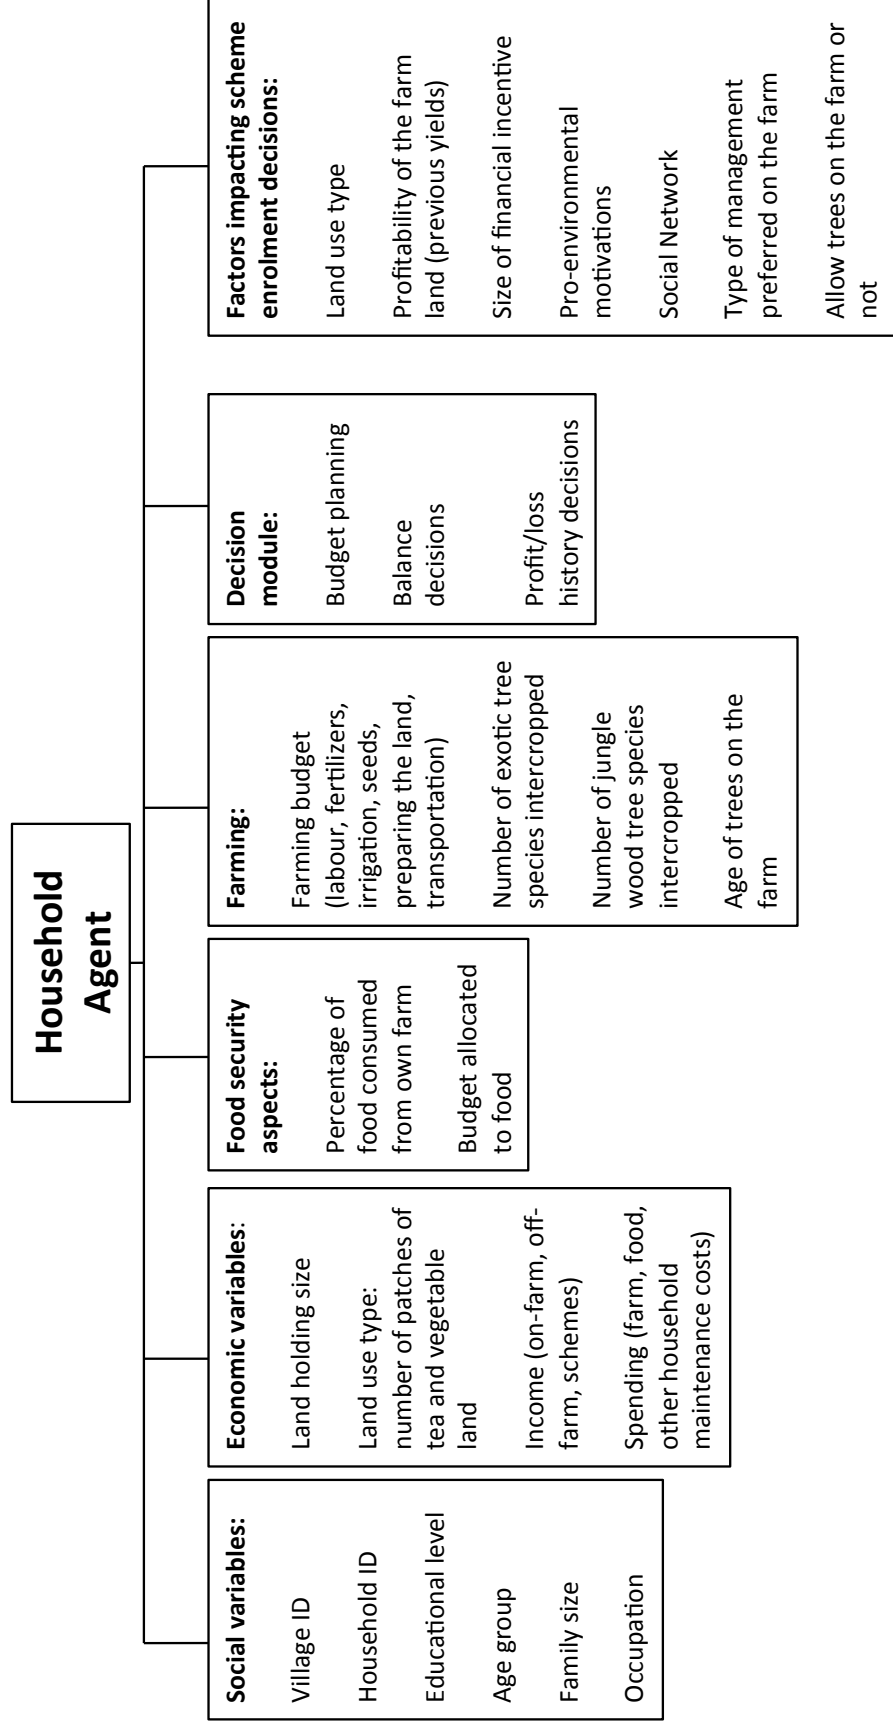 Household
Agent
Social variables:
Village ID
Household ID
Educational level
Age group
Family size
Occupation
Economic variables:
Land holding size
Land use type:
number of patches of
tea and vegetable
land
Income (on-farm, off-
farm, schemes)
Spending (farm, food,
other household
maintenance costs)
Food security
aspects:
Percentage of
food consumed
from own farm
Budget allocated
to food
Farming:
Farming budget
(labour, fertilizers,
irrigation, seeds,
preparing the land,
transportation)
Number of exotic tree
species intercropped
Number of jungle
wood tree species
intercropped
Age of trees on the
farm
Decision
module:
Budget planning
Balance
decisions
Profit/loss
history decisions
Factors impacting scheme
enrolment decisions:
Land use type
Profitability of the farm
land (previous yields)
Size of financial incentive
Pro-environmental
motivations
Social Network
Type of management
preferred on the farm
Allow trees on the farm or
not